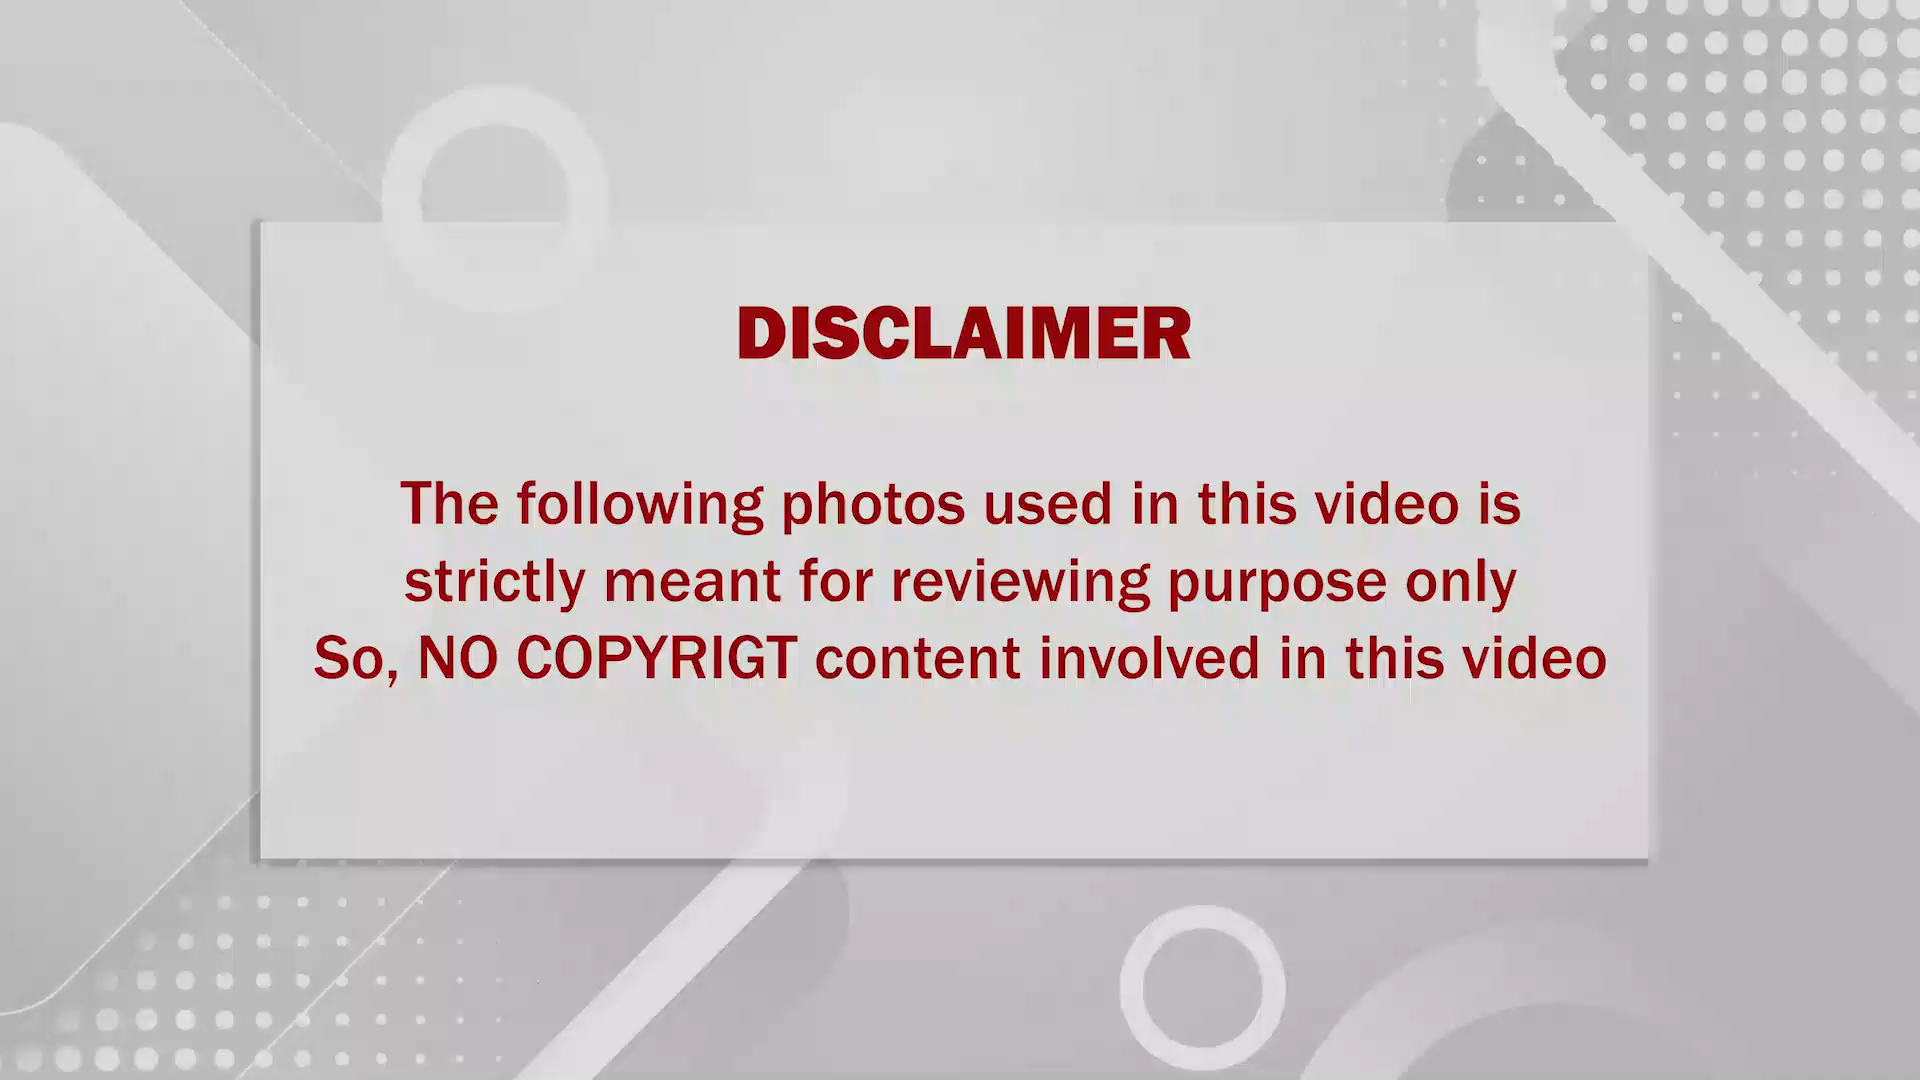 DISCLAIMER
The following photos used in this video is
strictly meant for reviewing purpose only
So, NO COPYRIGT content involved in this video